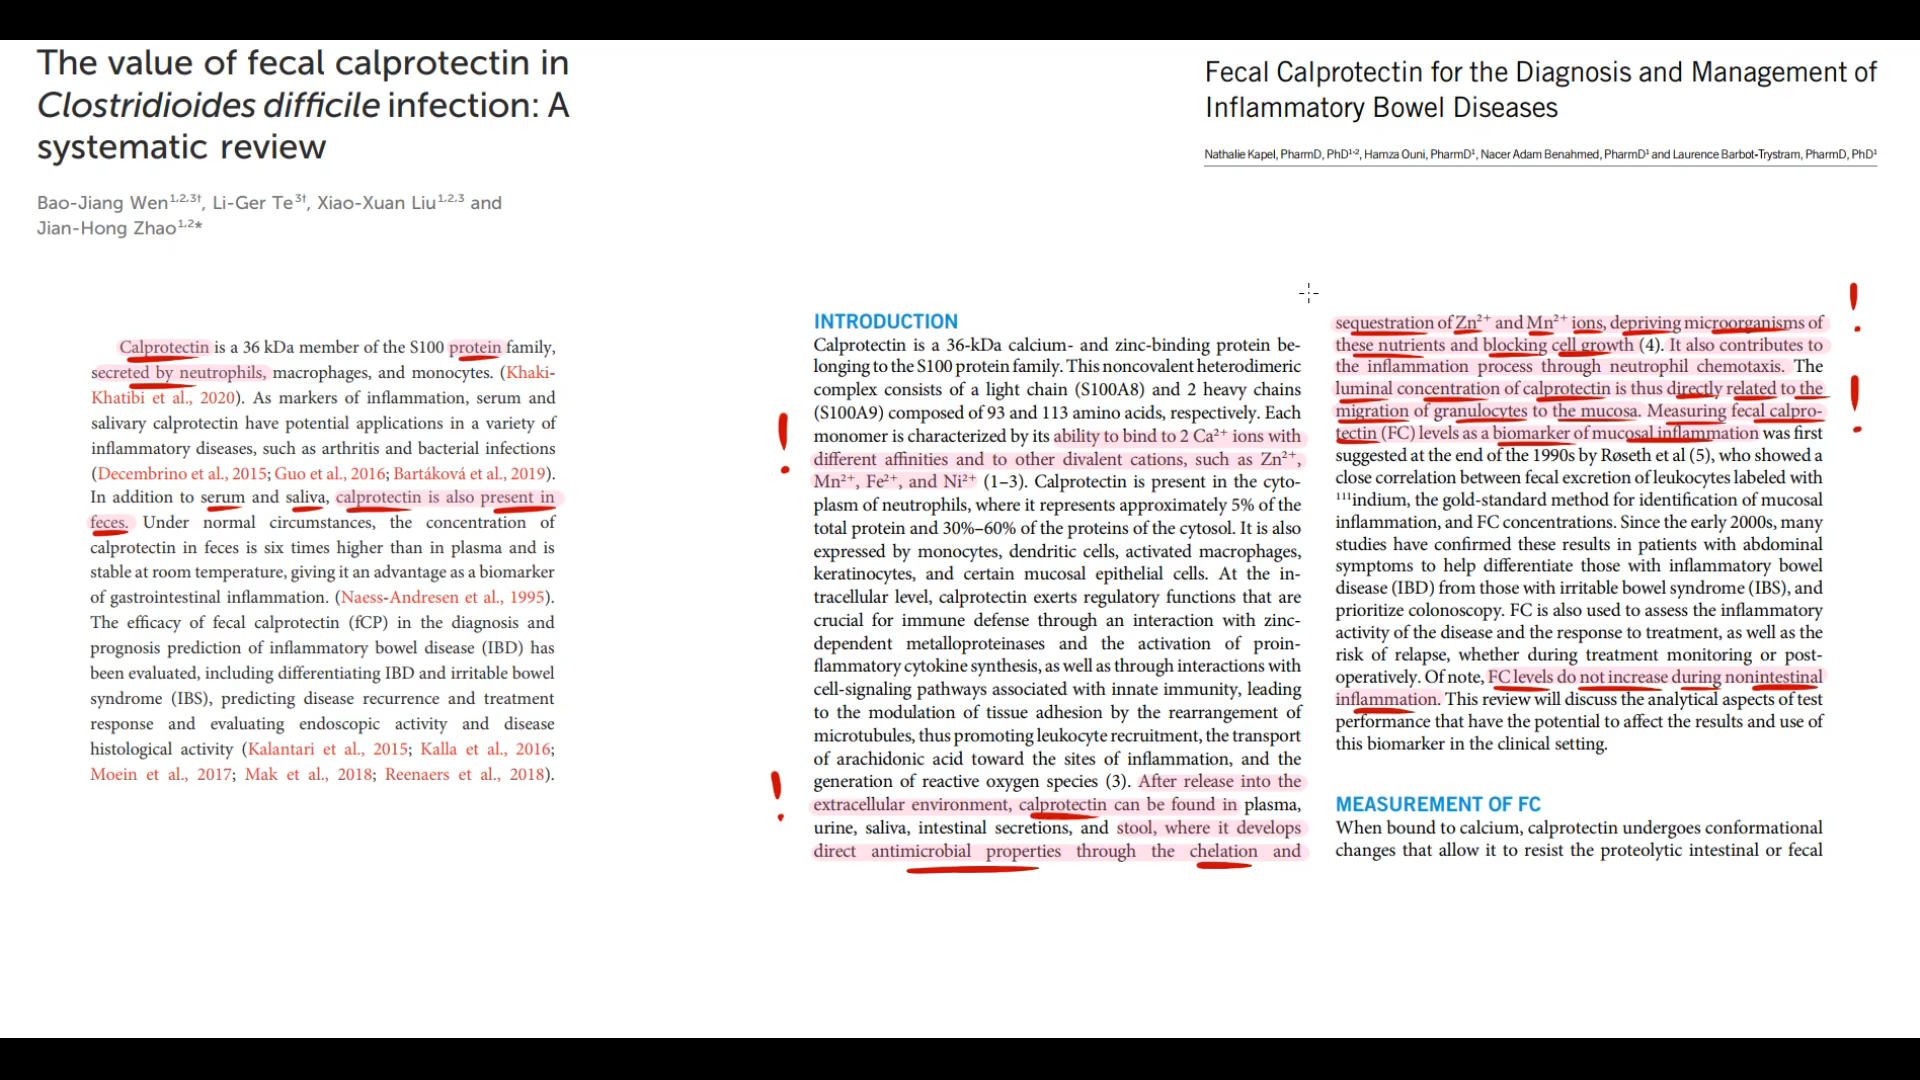 The value of fecal calprotectin in
Clostridioides difficile infection: A
systematic review
Bao-Jiang Wen1,2,3†, Li-Ger Te3†, Xiao-Xuan Liu1,2,3 and
Jian-Hong Zhao1,2*
Calprotectin is a 36 kDa member of the S100 protein family,
secreted by neutrophils, macrophages, and monocytes. (Khaki-
Khatibi et al., 2020). As markers of inflammation, serum and
salivary calprotectin have potential applications in a variety of
inflammatory diseases, such as arthritis and bacterial infections
(Decembrino et al., 2015; Guo et al., 2016; Bartáková et al., 2019).
In addition to serum and saliva, calprotectin is also present in
feces. Under normal circumstances, the concentration of
calprotectin in feces is six times higher than in plasma and is
stable at room temperature, giving it an advantage as a biomarker
of gastrointestinal inflammation. (Naess-Andresen et al., 1995).
The efficacy of fecal calprotectin (fCP) in the diagnosis and
prognosis prediction of inflammatory bowel disease (IBD) has
been evaluated, including differentiating IBD and irritable bowel
syndrome (IBS), predicting disease recurrence and treatment
response and evaluating endoscopic activity and disease
histological activity (Kalantari et al., 2015; Kalla et al., 2016;
Moein et al., 2017; Mak et al., 2018; Reenaers et al., 2018).
Fecal Calprotectin for the Diagnosis and Management of
Inflammatory Bowel Diseases
Nathalie Kapel, PharmD, PhD1,2, Hamza Ouni, PharmD1, Nacer Adam Benahmed, PharmD1 and Laurence Barbot-Trystram, PharmD, PhD1
INTRODUCTION
Calprotectin is a 36-kDa calcium- and zinc-binding protein be-
longing to the S100 protein family. This noncovalent heterodimeric
complex consists of a light chain (S100A8) and 2 heavy chains
(S100A9) composed of 93 and 113 amino acids, respectively. Each
monomer is characterized by its ability to bind to 2 Ca2+ ions with
different affinities and to other divalent cations, such as Zn2+,
Mn2+, Fe2+, and Ni2+ (1–3). Calprotectin is present in the cyto-
plasm of neutrophils, where it represents approximately 5% of the
total protein and 30%–60% of the proteins of the cytosol. It is also
expressed by monocytes, dendritic cells, activated macrophages,
keratinocytes, and certain mucosal epithelial cells. At the in-
tracellular level, calprotectin exerts regulatory functions that are
crucial for immune defense through an interaction with zinc-
dependent metalloproteinases and the activation of proin-
flammatory cytokine synthesis, as well as through interactions with
cell-signaling pathways associated with innate immunity, leading
to the modulation of tissue adhesion by the rearrangement of
microtubules, thus promoting leukocyte recruitment, the transport
of arachidonic acid toward the sites of inflammation, and the
generation of reactive oxygen species (3). After release into the
extracellular environment, calprotectin can be found in plasma,
urine, saliva, intestinal secretions, and stool, where it develops
direct antimicrobial properties through the chelation and
sequestration of Zn2+ and Mn2+ ions, depriving microorganisms of
these nutrients and blocking cell growth (4). It also contributes to
the inflammation process through neutrophil chemotaxis. The
luminal concentration of calprotectin is thus directly related to the
migration of granulocytes to the mucosa. Measuring fecal calpro-
tectin (FC) levels as a biomarker of mucosal inflammation was first
suggested at the end of the 1990s by Røseth et al (5), who showed a
close correlation between fecal excretion of leukocytes labeled with
111indium, the gold-standard method for identification of mucosal
inflammation, and FC concentrations. Since the early 2000s, many
studies have confirmed these results in patients with abdominal
symptoms to help differentiate those with inflammatory bowel
disease (IBD) from those with irritable bowel syndrome (IBS), and
prioritize colonoscopy. FC is also used to assess the inflammatory
activity of the disease and the response to treatment, as well as the
risk of relapse, whether during treatment monitoring or post-
operatively. Of note, FC levels do not increase during nonintestinal
inflammation. This review will discuss the analytical aspects of test
performance that have the potential to affect the results and use of
this biomarker in the clinical setting.
MEASUREMENT OF FC
When bound to calcium, calprotectin undergoes conformational
changes that allow it to resist the proteolytic intestinal or fecal